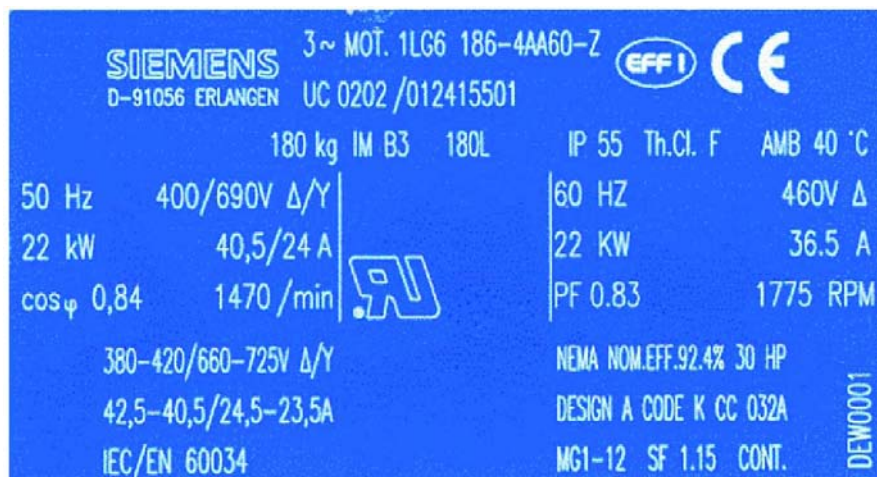 SIEMENS
D-91056 ERLANGEN
3~ MOT. 1LG6 186-4AA60-Z
UC 0202 /012415501
EFF I CE
180 kg IM B3 180L IP 55 Th.Cl. F AMB 40 °C
50 Hz 400/690V Δ/Y
22 kW 40,5/24 A
cosφ 0,84 1470 /min
380-420/660-725V Δ/Y
42,5-40,5/24,5-23,5A
IEC/EN 60034
UR
60 HZ 460V Δ
22 KW 36.5 A
PF 0.83 1775 RPM
NEMA NOM.EFF.92.4% 30 HP
DESIGN A CODE K CC 032A
MG1-12 SF 1.15 CONT.
DEW0001